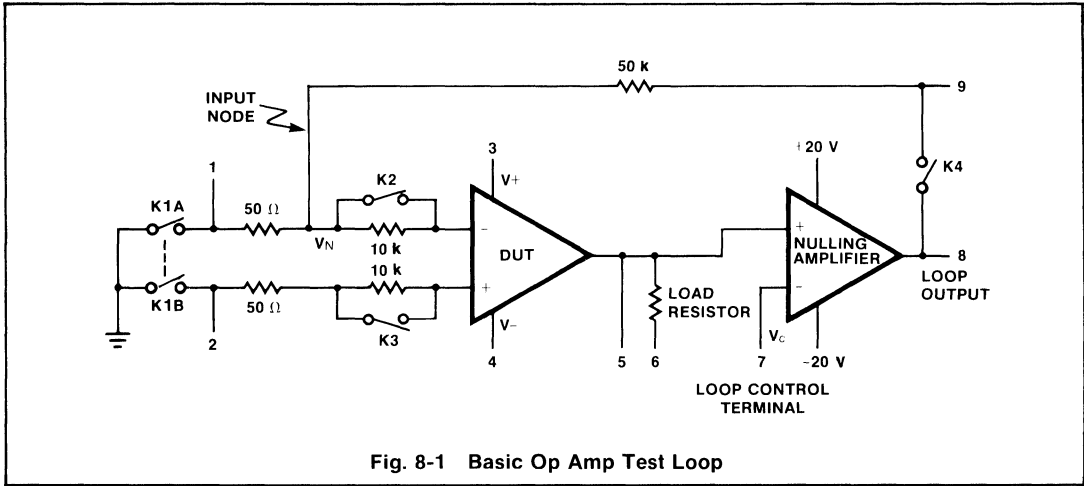 50 k
9
INPUT
NODE
1
3
V+
+20 V
K4
K1A
50 Ω
K2
VN
10 k
-
DUT
+
NULLING
AMPLIFIER
-
8
LOOP
OUTPUT
10 k
+
K1B
50 Ω
K3
V-
LOAD
RESISTOR
VC
2
4
5
6
7
~20 V
LOOP CONTROL
TERMINAL
Fig. 8-1 Basic Op Amp Test Loop